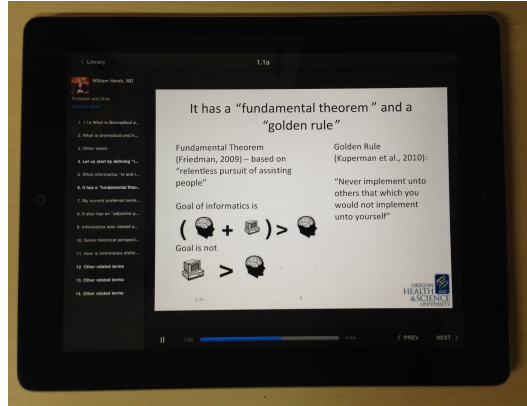 Library
1.1a
William Hersh, MD
Professor and Chair
1. 1.1a What is Biomedical a...
2. What is biomedical and h...
3. Other views
4. Let us start by defining "i...
5. What informatics "is and i...
6. It has a "fundamental theo...
7. My current preferred term...
8. It also has an "adjective p...
9. Informatics now viewed a...
10. Some historical perspect...
11. How is informatics distin...
12. Other related terms
13. Other related terms
14. Other related terms
It has a "fundamental theorem" and a
"golden rule"
Fundamental Theorem
(Friedman, 2009) – based on
"relentless pursuit of assisting
people"
Goal of informatics is
( + ) >
Goal is not
>
Golden Rule
(Kuperman et al., 2010):
"Never implement unto
others that which you
would not implement
unto yourself"
1.1a
6
OREGON
HEALTH
&SCIENCE
UNIVERSITY
1:02
PREV
NEXT